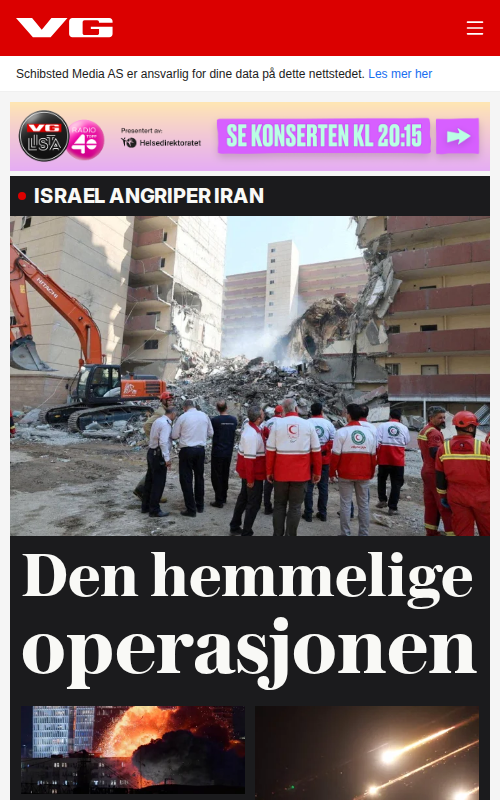 VG
Schibsted Media AS er ansvarlig for dine data på dette nettstedet. Les mer her
VG
LISTA
RADIO
TOPP
40
Presentert av:
Helsedirektoratet
SE KONSERTEN KL 20:15
ISRAEL ANGRIPER IRAN
HITACHI
Den hemmelige
operasjonen